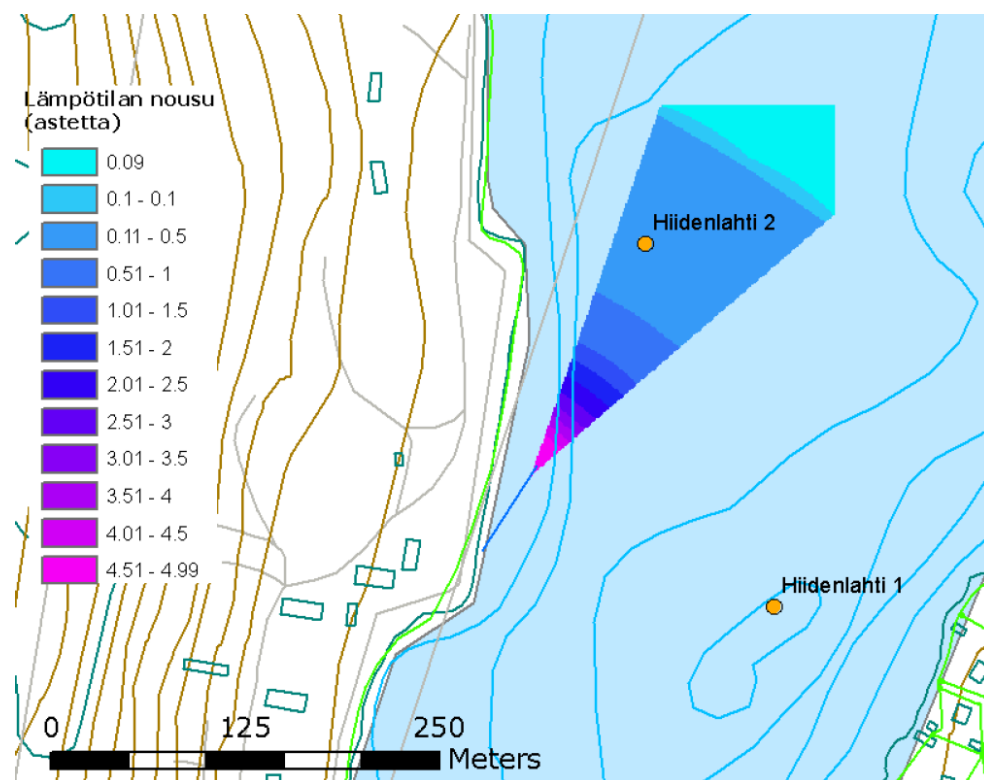 Lämpötilan nousu
(astetta)
0.09
0.1 - 0.1
0.11 - 0.5
0.51 - 1
1.01 - 1.5
1.51 - 2
2.01 - 2.5
2.51 - 3
3.01 - 3.5
3.51 - 4
4.01 - 4.5
4.51 - 4.99
Hiidenlahti 2
Hiidenlahti 1
0 125 250
Meters